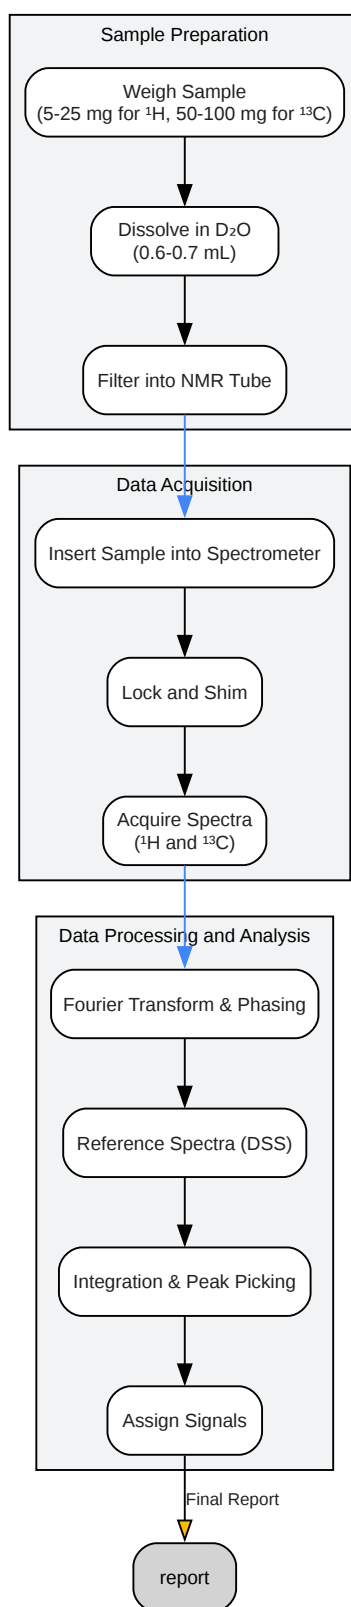 Sample Preparation
Weigh Sample
(5-25 mg for ¹H, 50-100 mg for ¹³C)
Dissolve in D₂O
(0.6-0.7 mL)
Filter into NMR Tube
Data Acquisition
Insert Sample into Spectrometer
Lock and Shim
Acquire Spectra
(¹H and ¹³C)
Data Processing and Analysis
Fourier Transform & Phasing
Reference Spectra (DSS)
Integration & Peak Picking
Assign Signals
Final Report
report